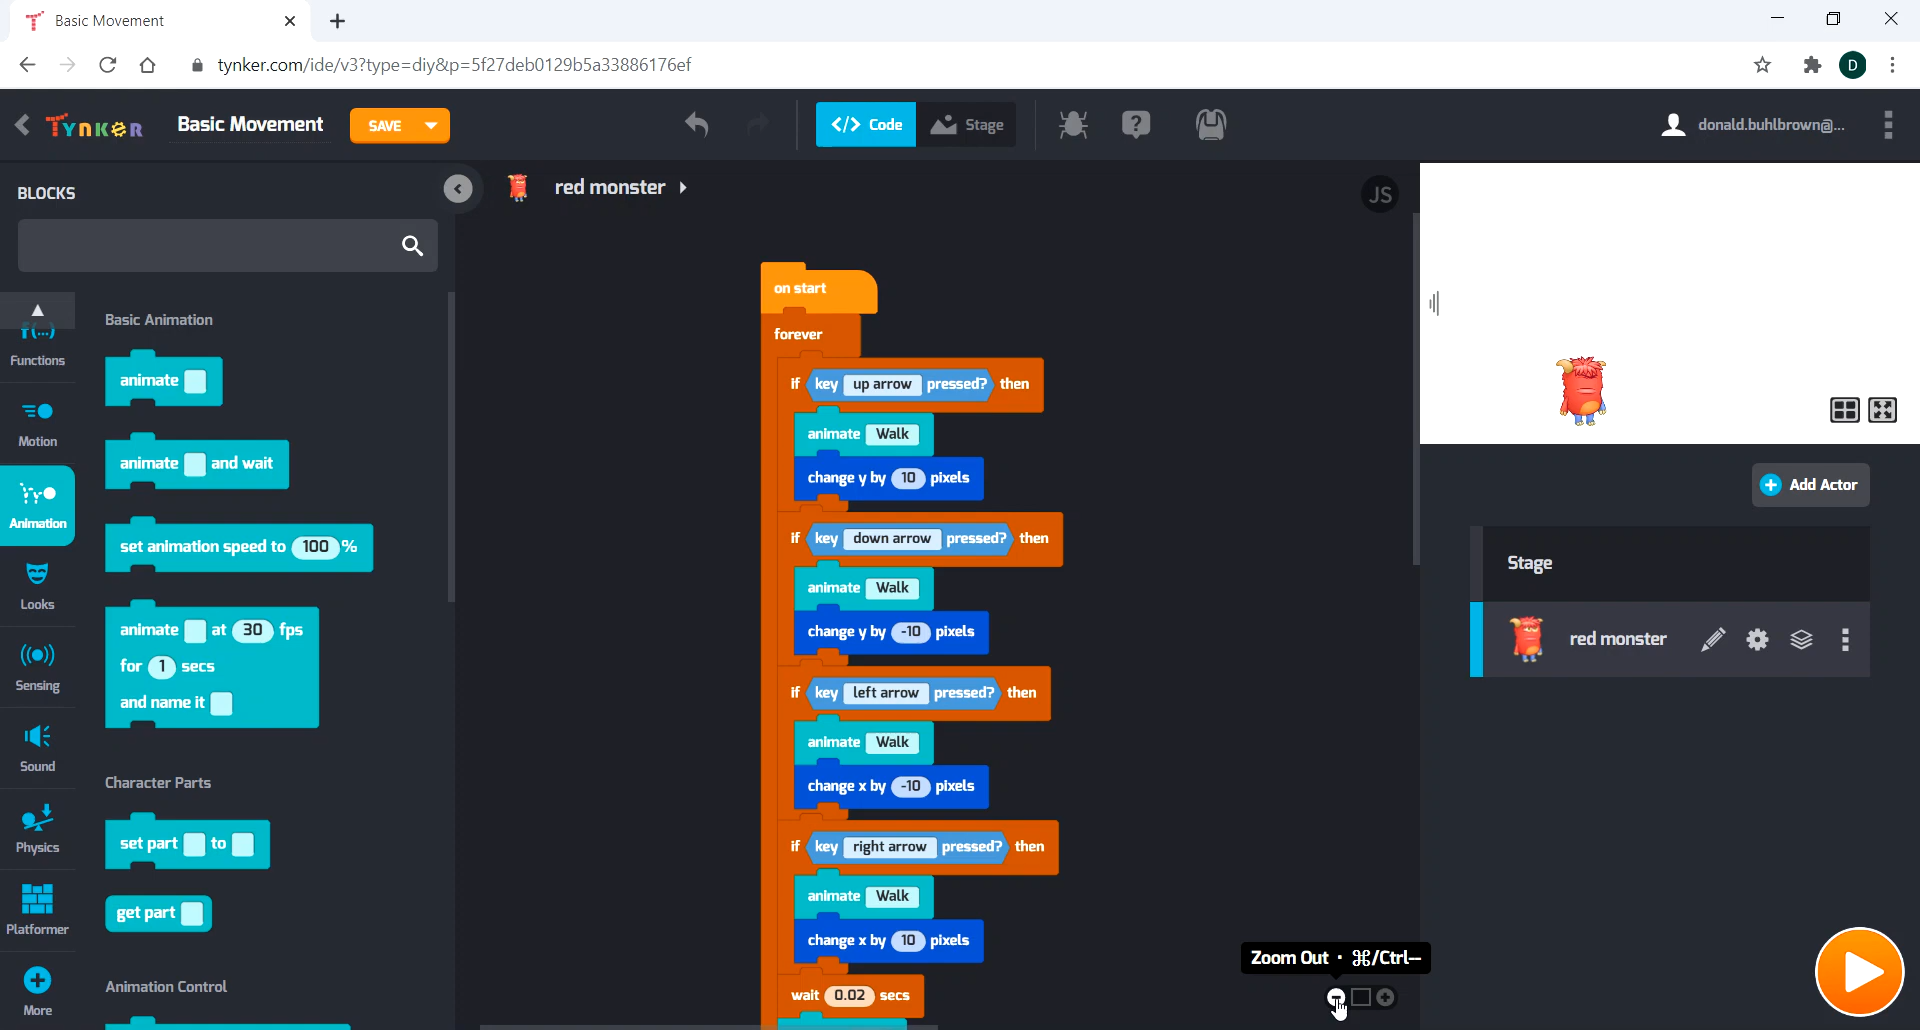 Basic Movement
tynker.com/ide/v3?type=diy&p=5f27deb0129b5a33886176ef
D
TYNKER
Basic Movement
SAVE
</> Code
Stage
?
donald.buhlbrown@...
BLOCKS
red monster
JS
f(...)
Functions
Motion
Animation
Looks
Sensing
Sound
Physics
Platformer
More
Basic Animation
animate
animate and wait
set animation speed to 100 %
animate at 30 fps
for 1 secs
and name it
Character Parts
set part to
get part
Animation Control
on start
forever
if key up arrow pressed? then
animate Walk
change y by 10 pixels
if key down arrow pressed? then
animate Walk
change y by -10 pixels
if key left arrow pressed? then
animate Walk
change x by -10 pixels
if key right arrow pressed? then
animate Walk
change x by 10 pixels
wait 0.02 secs
Zoom Out · ⌘/Ctrl—
Add Actor
Stage
red monster